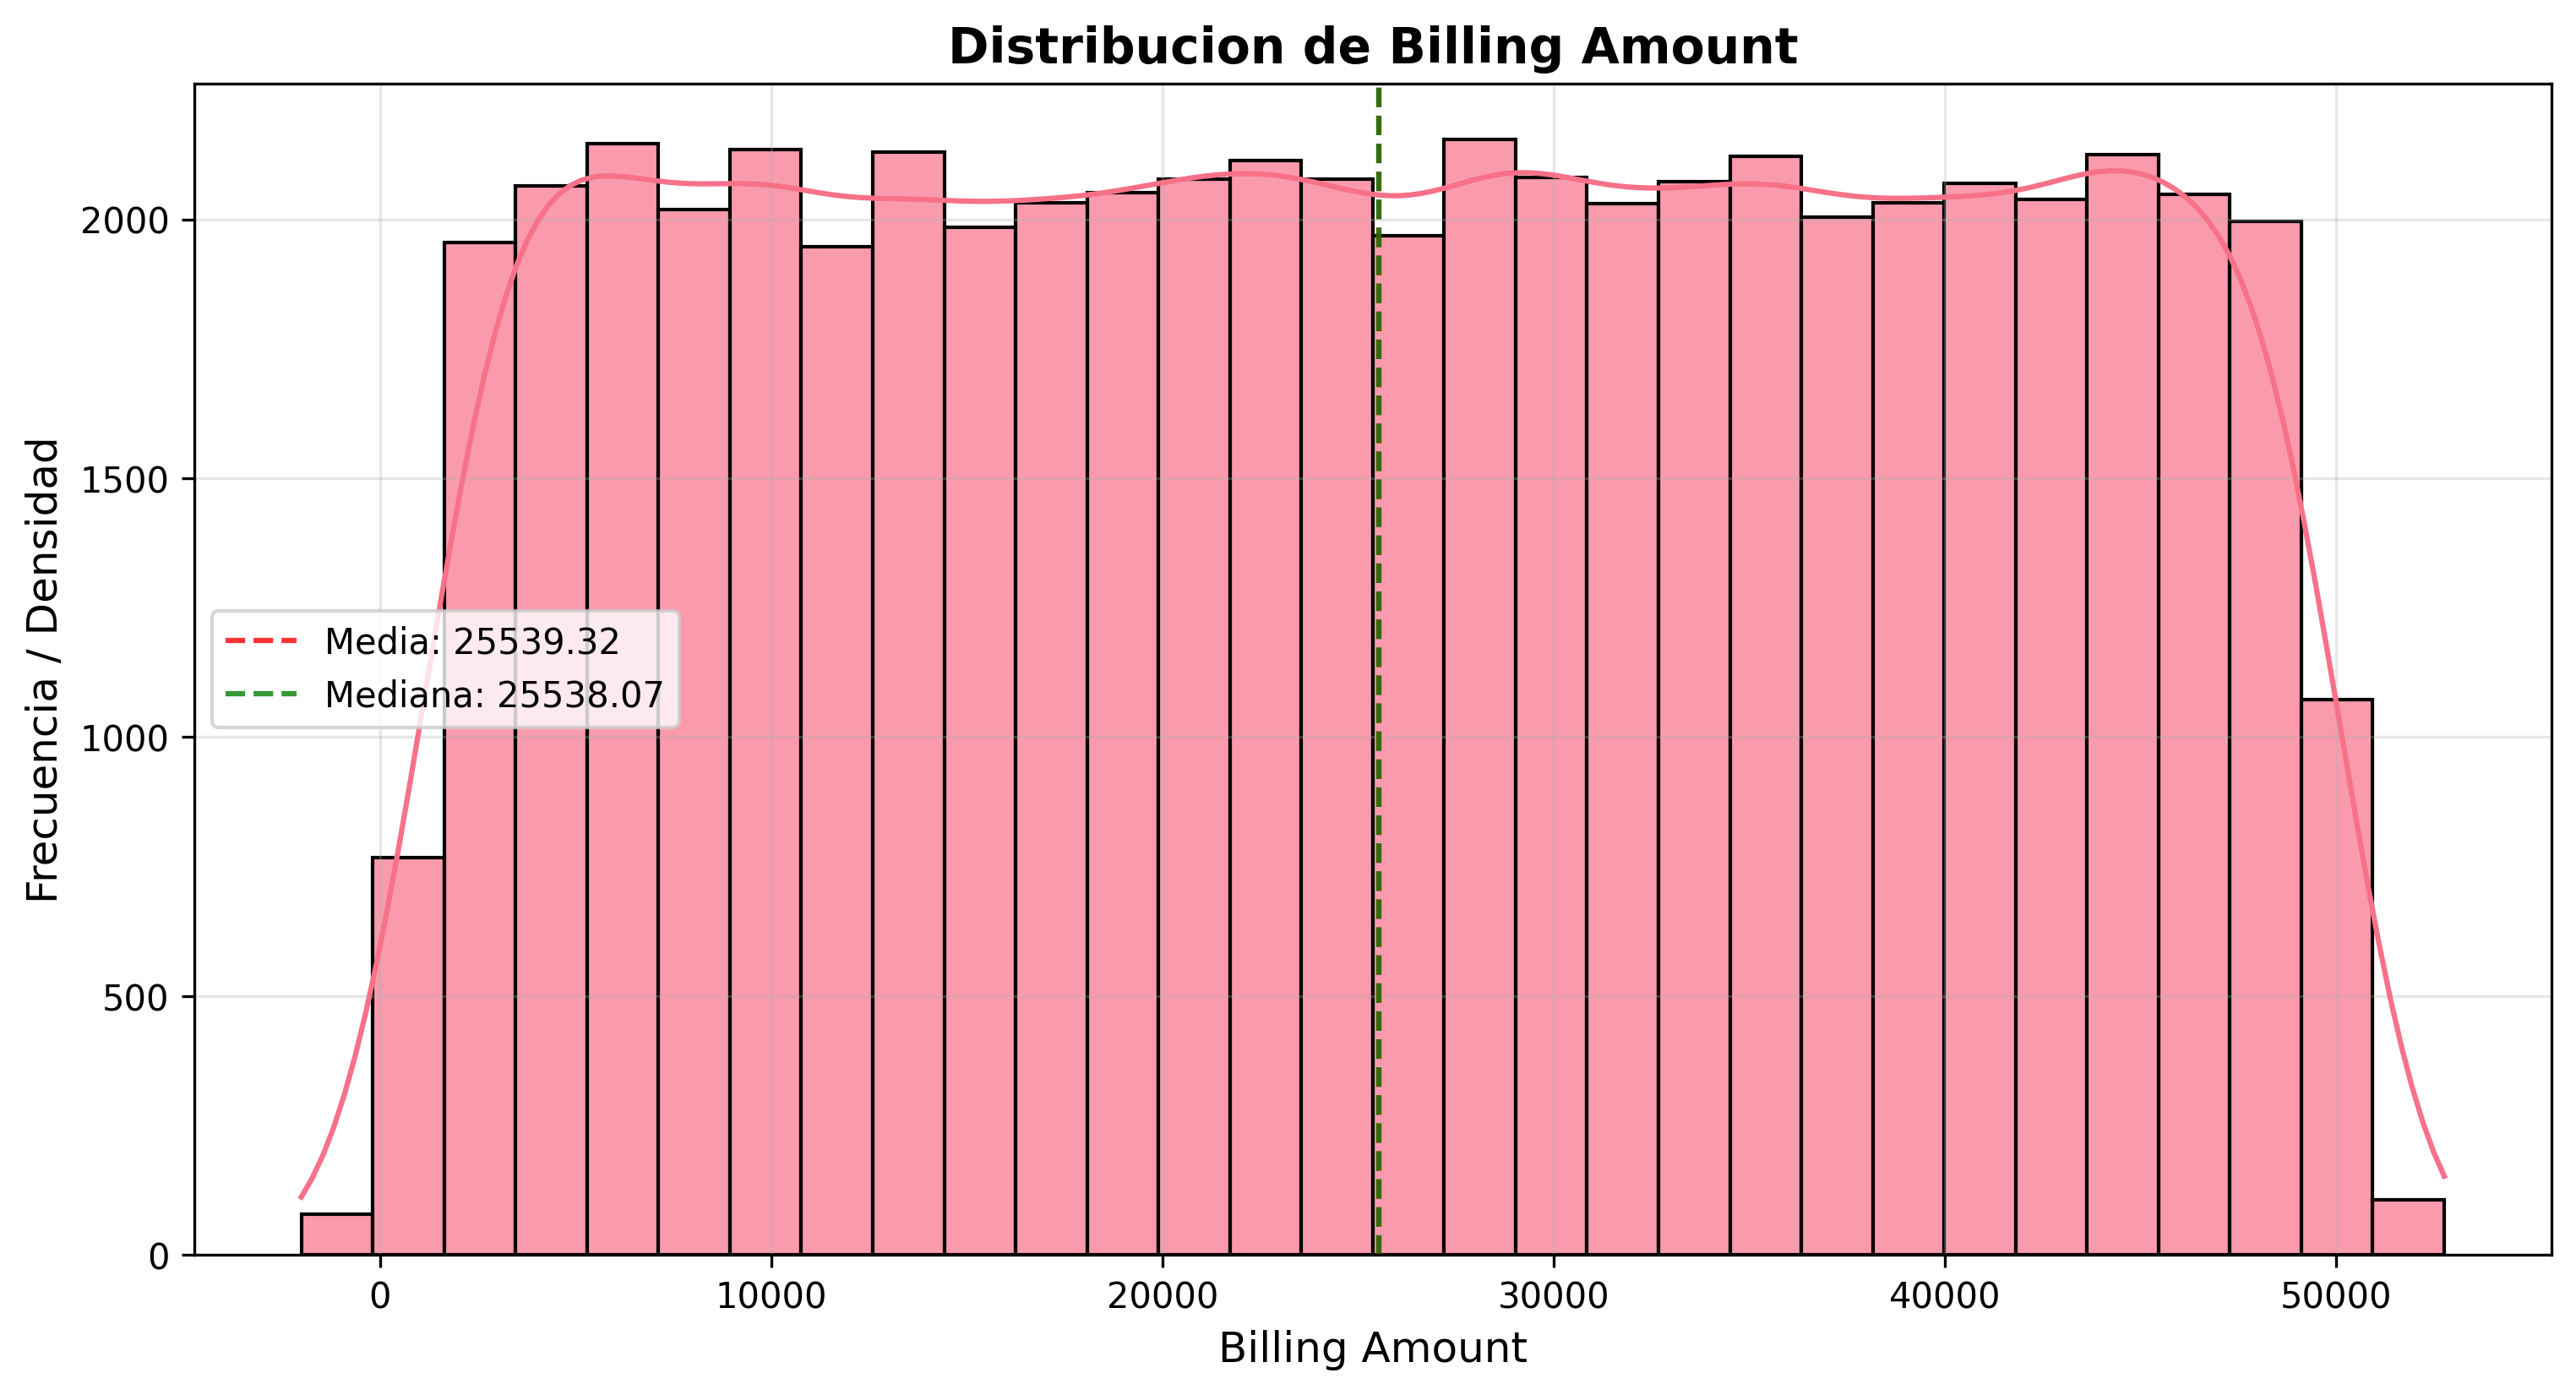 Distribucion de Billing Amount
Frecuencia / Densidad
2000
1500
1000
500
0
Media: 25539.32
Mediana: 25538.07
0 10000 20000 30000 40000 50000
Billing Amount